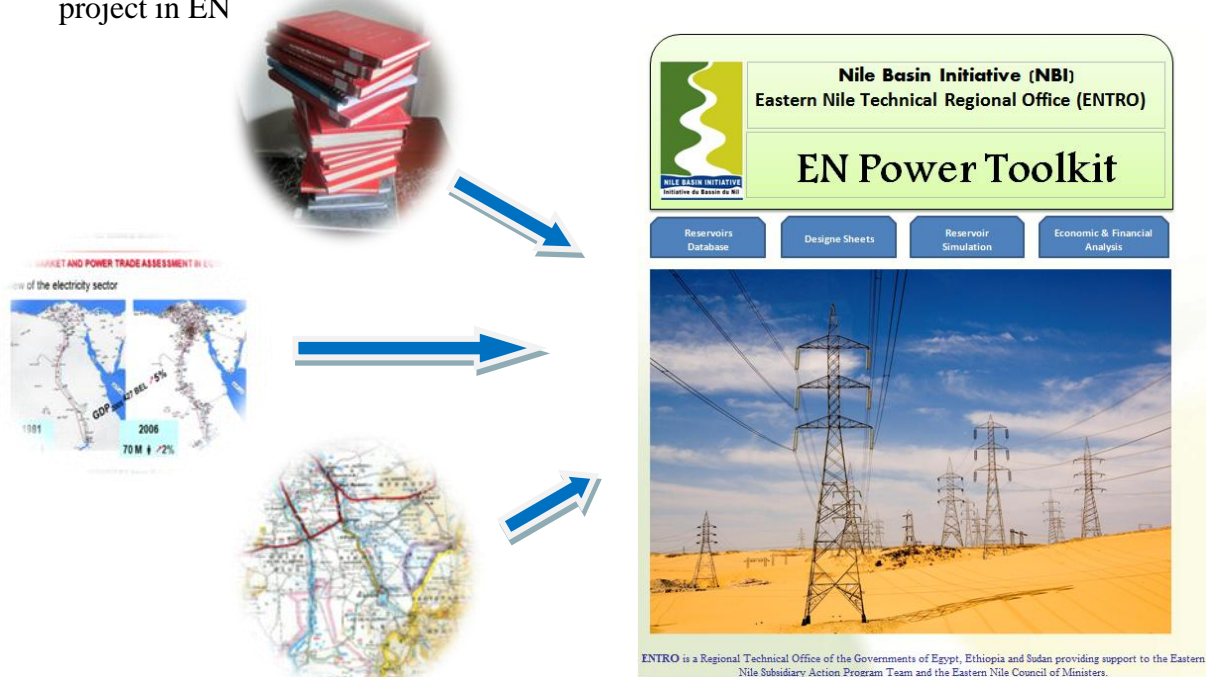 project in EN
MARKET AND POWER TRADE ASSESSMENT IN
ew of the electricity sector
GDP
5%
1981
2006
70 M
2%
Nile Basin Initiative (NBI)
Eastern Nile Technical Regional Office (ENTRO)
EN Power Toolkit
NILE BASIN INITIATIVE
Initiative du Bassin du Nil
Reservoirs
Database
Designe Sheets
Reservoir
Simulation
Economic & Financial
Analysis
ENTRO is a Regional Technical Office of the Governments of Egypt, Ethiopia and Sudan providing support to the Eastern
Nile Subsidiary Action Program Team and the Eastern Nile Council of Ministers.